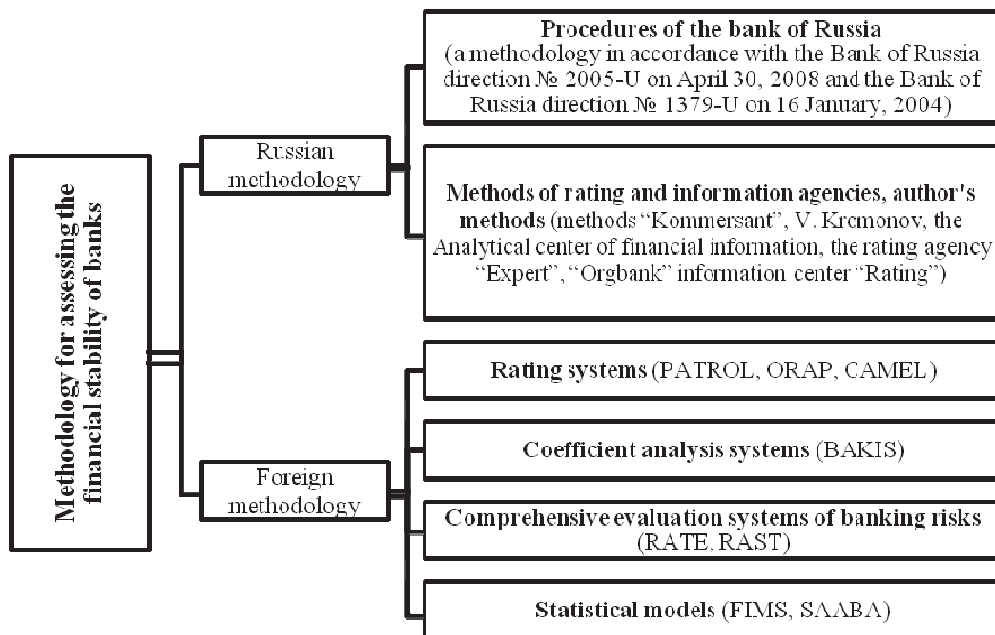 Methodology for assessing the
financial stability of banks
Russian
methodology
Procedures of the bank of Russia
(a methodology in accordance with the Bank of Russia
direction № 2005-U on April 30, 2008 and the Bank of
Russia direction № 1379-U on 16 January, 2004)
Methods of rating and information agencies, author's
methods (methods “Kommersant”, V. Kromonov, the
Analytical center of financial information, the rating agency
“Expert”, “Orgbank” information center “Rating”)
Foreign
methodology
Rating systems (PATROL, ORAP, CAMEL)
Coefficient analysis systems (BAKIS)
Comprehensive evaluation systems of banking risks
(RATE, RAST)
Statistical models (FIMS, SAABA)